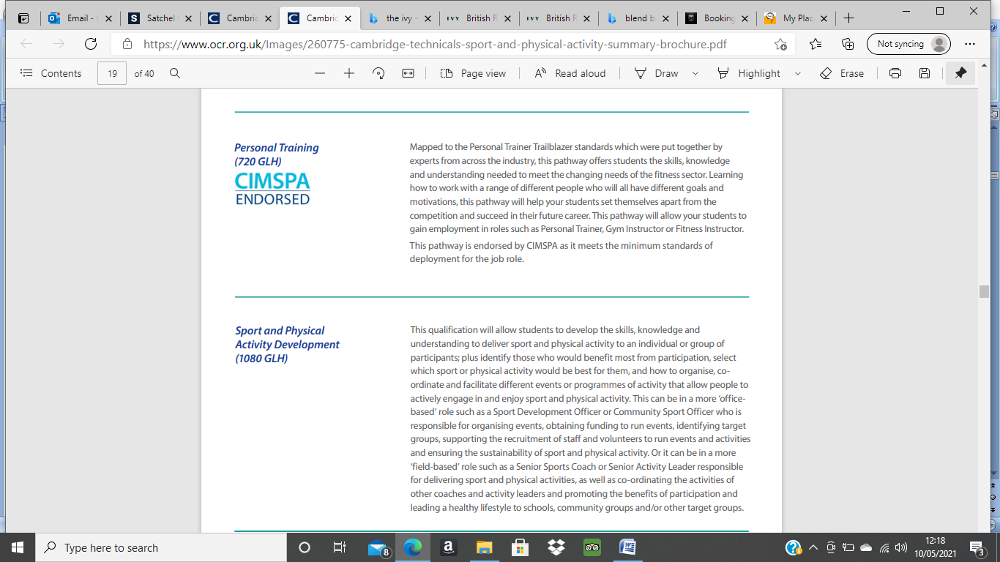 Email -
Satchel
Cambric
Cambric
the ivy -
IVY British R
IVY British R
blend b
Booking
My Plac
https://www.ocr.org.uk/Images/260775-cambridge-technicals-sport-and-physical-activity-summary-brochure.pdf
Not syncing
Contents
19
of 40
Page view
Read aloud
Draw
Highlight
Erase
Personal Training
(720 GLH)
CIMSPA
ENDORSED
Mapped to the Personal Trainer Trailblazer standards which were put together by
experts from across the industry, this pathway offers students the skills, knowledge
and understanding needed to meet the changing needs of the fitness sector. Learning
how to work with a range of different people who will all have different goals and
motivations, this pathway will help your students set themselves apart from the
competition and succeed in their future career. This pathway will allow your students to
gain employment in roles such as Personal Trainer, Gym Instructor or Fitness Instructor.
This pathway is endorsed by CIMSPA as it meets the minimum standards of
deployment for the job role.
Sport and Physical
Activity Development
(1080 GLH)
This qualification will allow students to develop the skills, knowledge and
understanding to deliver sport and physical activity to an individual or group of
participants; plus identify those who would benefit most from participation, select
which sport or physical activity would be best for them, and how to organise, co-
ordinate and facilitate different events or programmes of activity that allow people to
actively engage in and enjoy sport and physical activity. This can be in a more ‘office-
based’ role such as a Sport Development Officer or Community Sport Officer who is
responsible for organising events, obtaining funding to run events, identifying target
groups, supporting the recruitment of staff and volunteers to run events and activities
and ensuring the sustainability of sport and physical activity. Or it can be in a more
‘field-based’ role such as a Senior Sports Coach or Senior Activity Leader responsible
for delivering sport and physical activities, as well as co-ordinating the activities of
other coaches and activity leaders and promoting the benefits of participation and
leading a healthy lifestyle to schools, community groups and/or other target groups.
Type here to search
8
12:18
10/05/2021
3